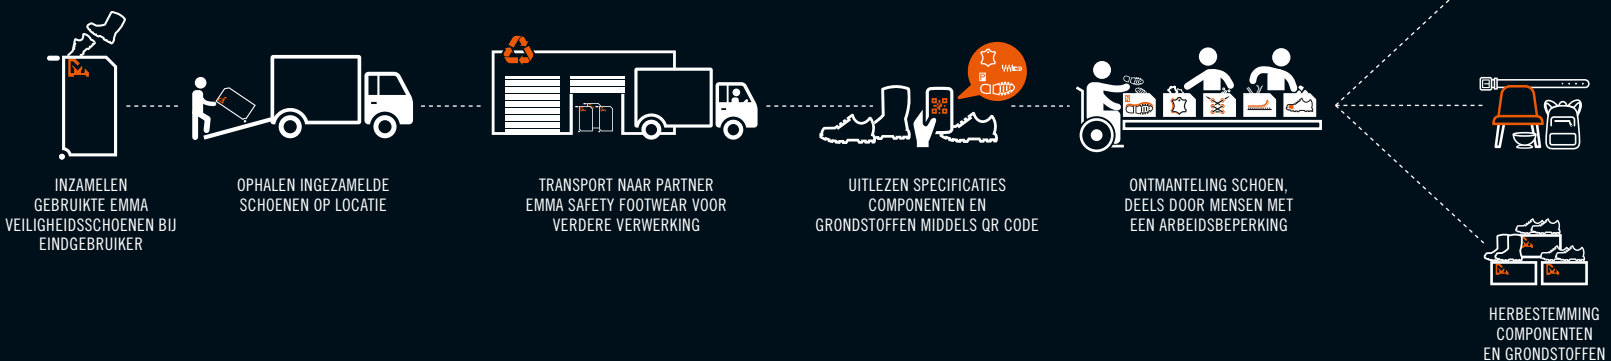 INZAMELEN
GEBRUIKTE EMMA
VEILIGHEIDSSCHOENEN BIJ
EINDGEBRUIKER
OPHALEN INGEZAMELDE
SCHOENEN OP LOCATIE
TRANSPORT NAAR PARTNER
EMMA SAFETY FOOTWEAR VOOR
VERDERE VERWERKING
UITLEZEN SPECIFICATIES
COMPONENTEN EN
GRONDSTOFFEN MIDDELS QR CODE
ONTMANTELING SCHOEN,
DEELS DOOR MENSEN MET
EEN ARBEIDSBEPERKING
HERBESTEMMING
COMPONENTEN
EN GRONDSTOFFEN